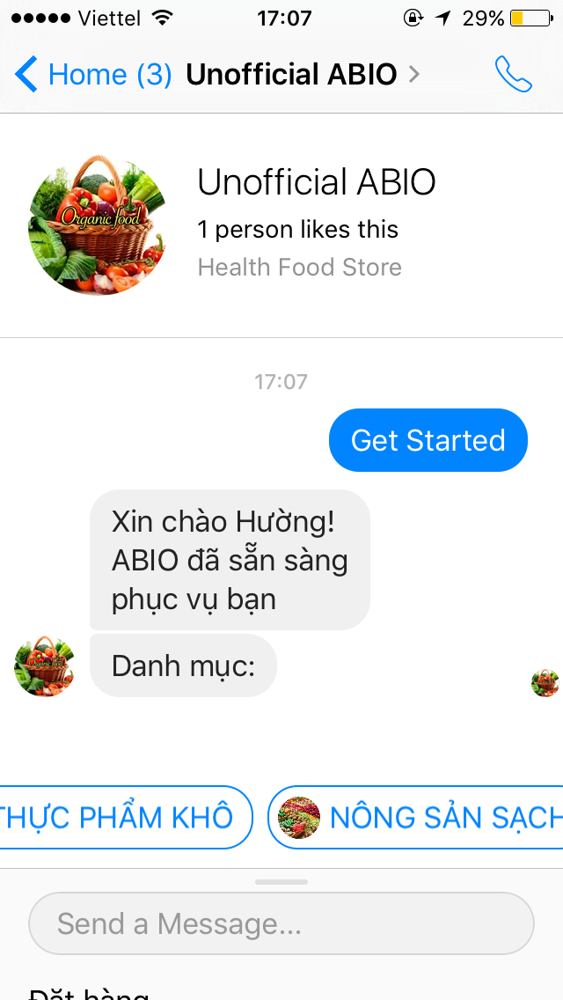 Viettel 17:07 29%
Home (3) Unofficial ABIO
Organic food
Unofficial ABIO
1 person likes this
Health Food Store
17:07
Get Started
Xin chào Hường!
ABIO đã sẵn sàng
phục vụ bạn
Danh mục:
THỰC PHẨM KHÔ
NÔNG SẢN SẠCH
Send a Message...
Đặt hàng